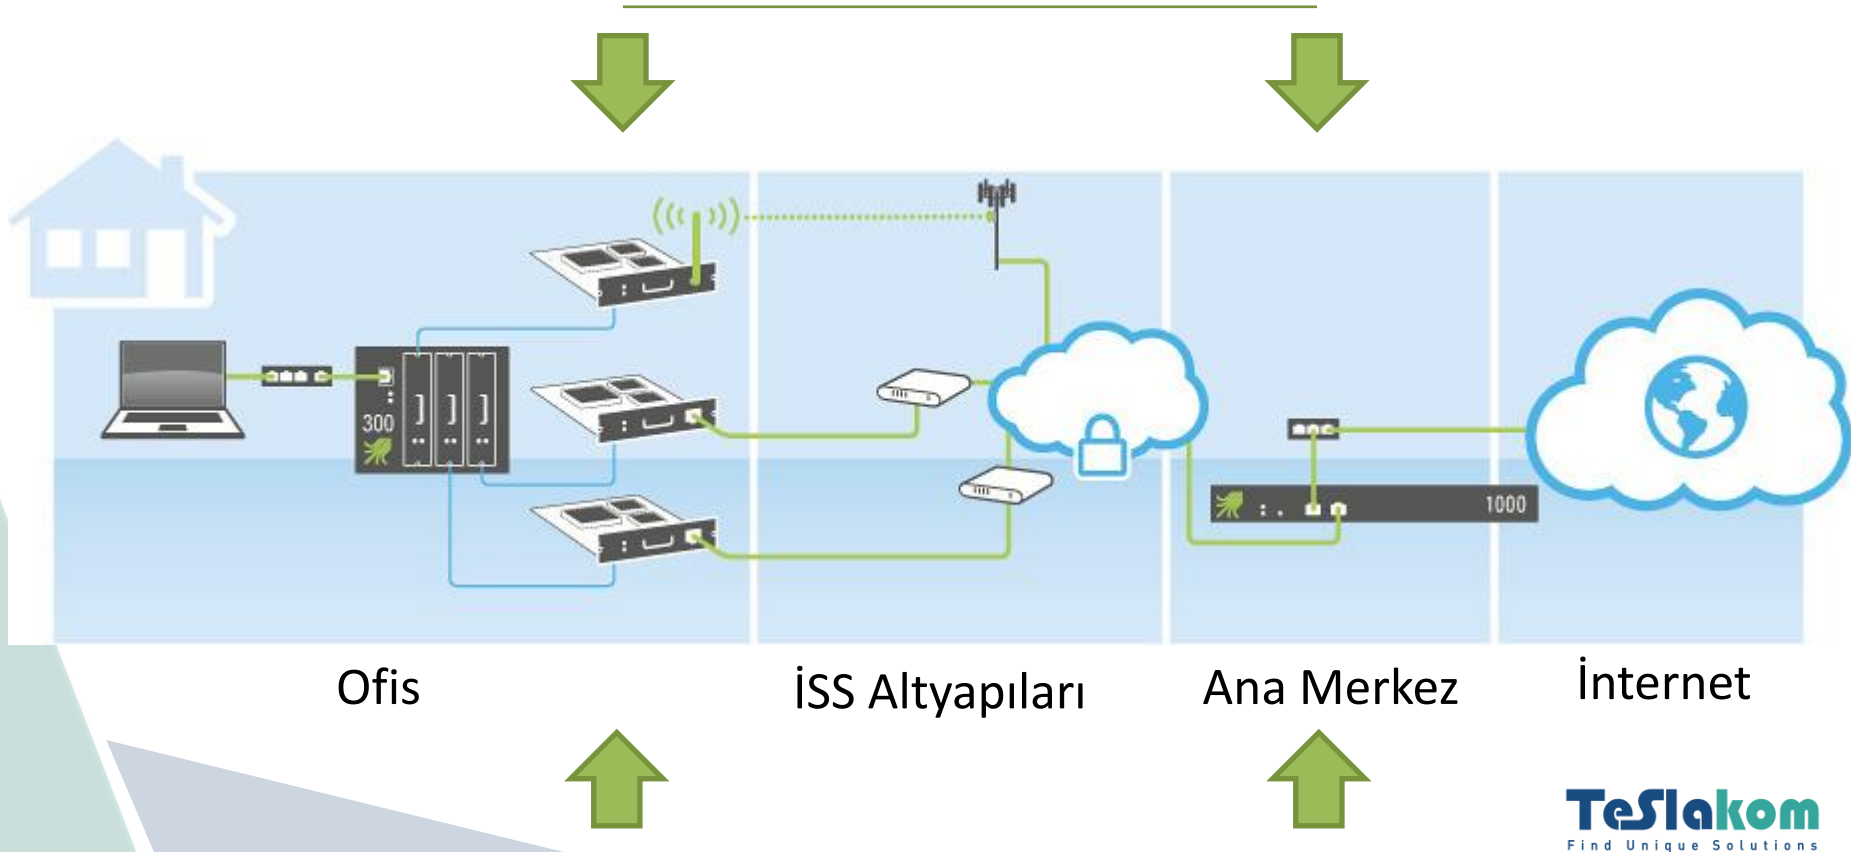 300
1000
Ofis
İSS Altyapıları
Ana Merkez
İnternet
Teslakom
Find Unique Solutions